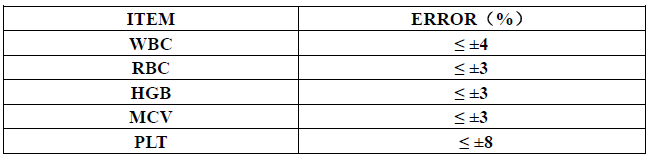 ITEM ERROR（%）
WBC ≤ ±4
RBC ≤ ±3
HGB ≤ ±3
MCV ≤ ±3
PLT ≤ ±8